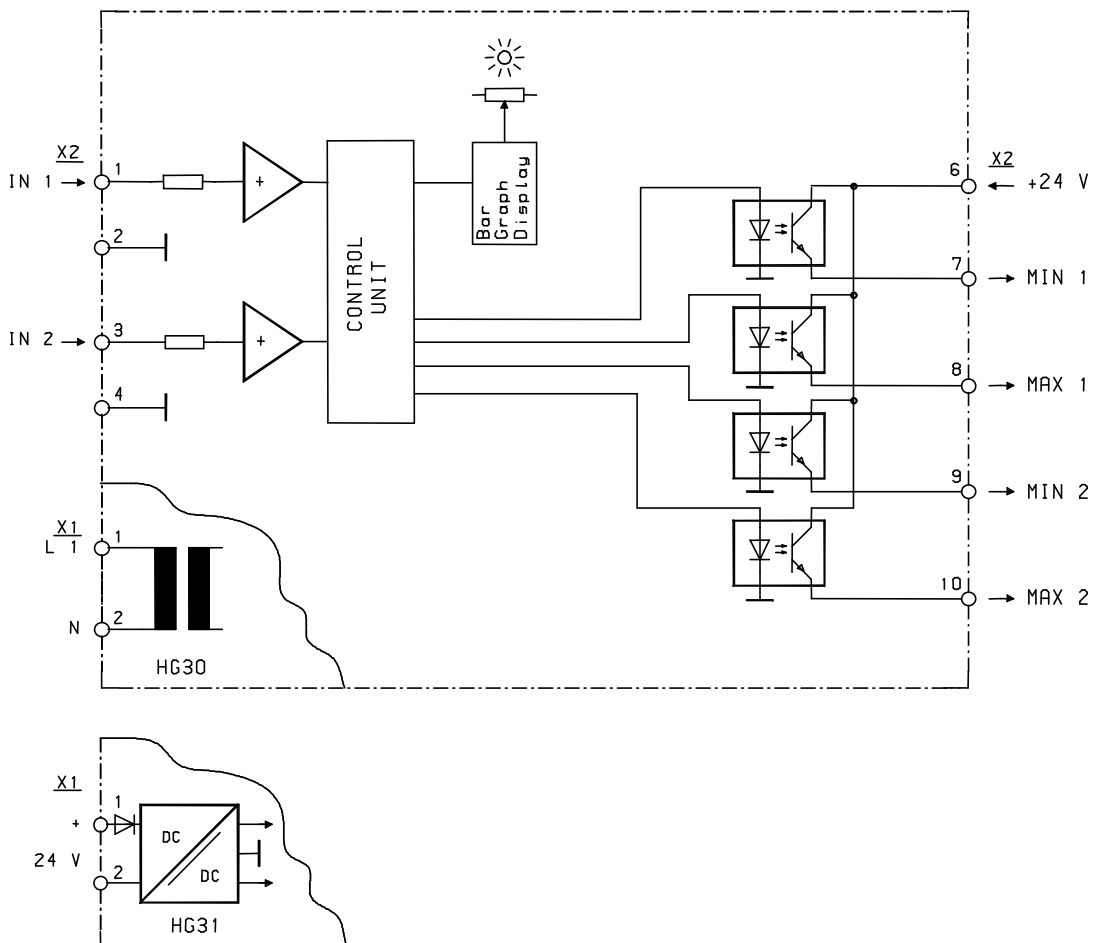 X2
IN 1
1
+
2
IN 2
3
+
4
CONTROL
UNIT
Bar
Graph
Display
X2
6
+24 V
7
MIN 1
8
MAX 1
9
MIN 2
10
MAX 2
X1
L 1
1
N
2
HG30
X1
+
1
24 V
2
DC
DC
HG31